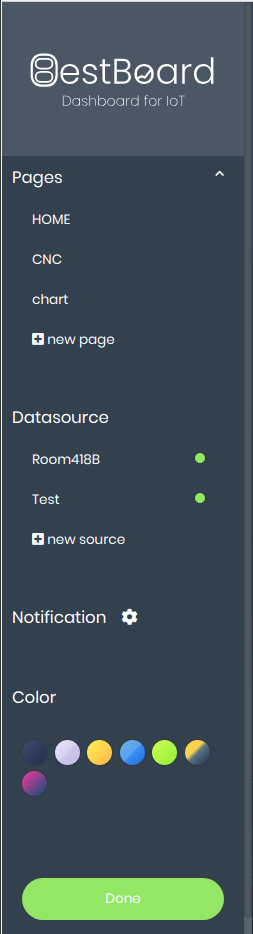 BestBoard
Dashboard for IoT
Pages
HOME
CNC
chart
new page
Datasource
Room418B
Test
new source
Notification
Color
Done